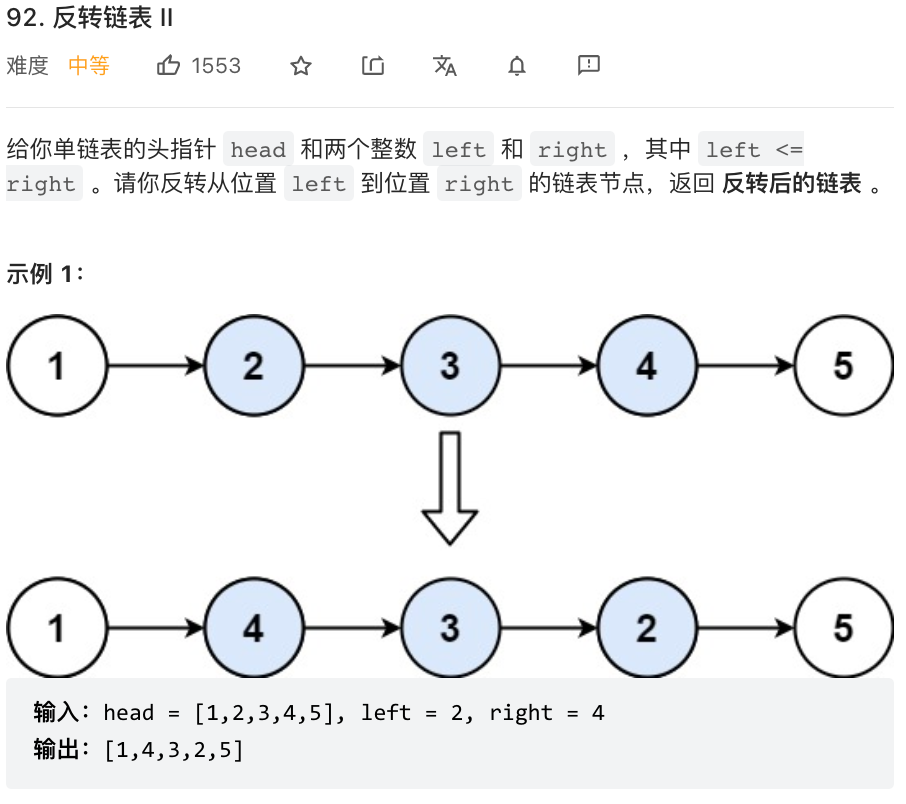 92. 反转链表 II
难度 中等 1553
给你单链表的头指针 head 和两个整数 left 和 right ，其中 left <=
right 。请你反转从位置 left 到位置 right 的链表节点，返回 反转后的链表 。
示例 1：
1 2 3 4 5
1 4 3 2 5
输入：head = [1,2,3,4,5], left = 2, right = 4
输出：[1,4,3,2,5]